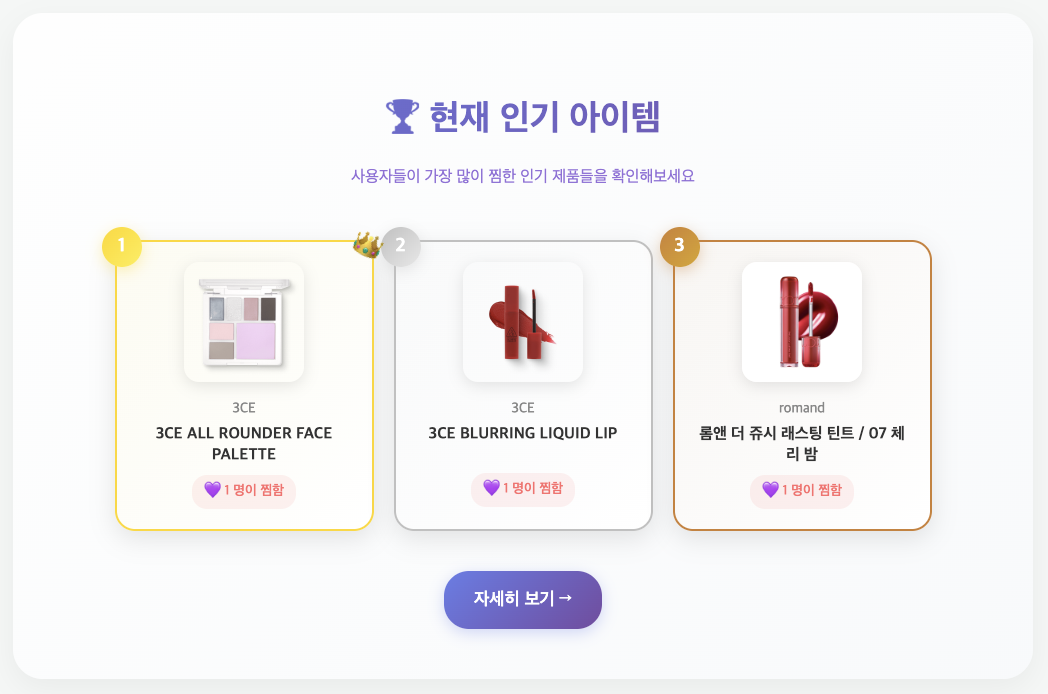 현재 인기 아이템
사용자들이 가장 많이 찜한 인기 제품들을 확인해보세요
1
3CE
3CE ALL ROUNDER FACE
PALETTE
1 명이 찜함
2
3CE
3CE BLURRING LIQUID LIP
1 명이 찜함
3
romand
롬앤 더 쥬시 래스팅 틴트 / 07 체
리 밤
1 명이 찜함
자세히 보기 →